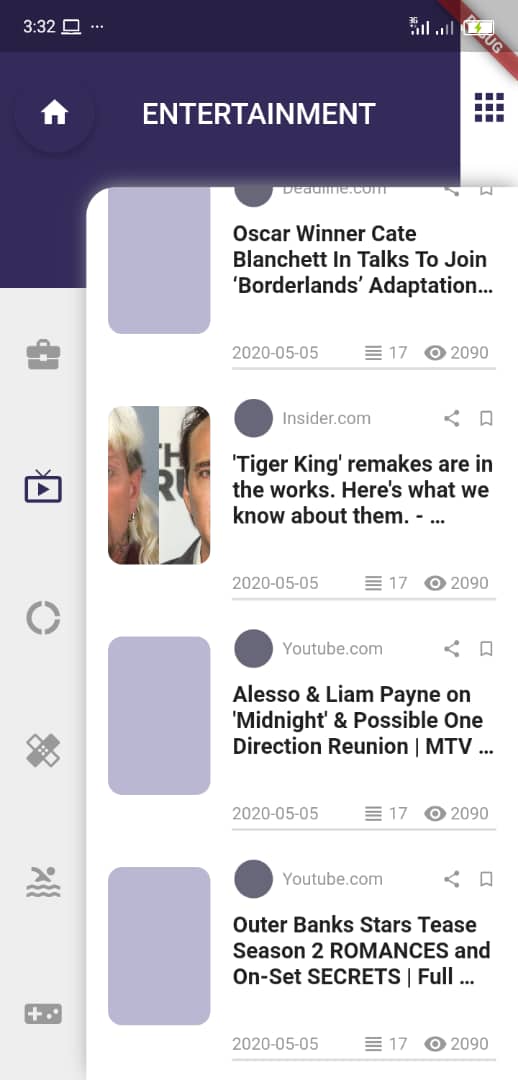 3:32
3G
DEBUG
ENTERTAINMENT
Deadline.com
Oscar Winner Cate
Blanchett In Talks To Join
‘Borderlands’ Adaptation...
2020-05-05 17 2090
Insider.com
'Tiger King' remakes are in
the works. Here's what we
know about them. - ...
2020-05-05 17 2090
Youtube.com
Alesso & Liam Payne on
'Midnight' & Possible One
Direction Reunion | MTV ...
2020-05-05 17 2090
Youtube.com
Outer Banks Stars Tease
Season 2 ROMANCES and
On-Set SECRETS | Full ...
2020-05-05 17 2090